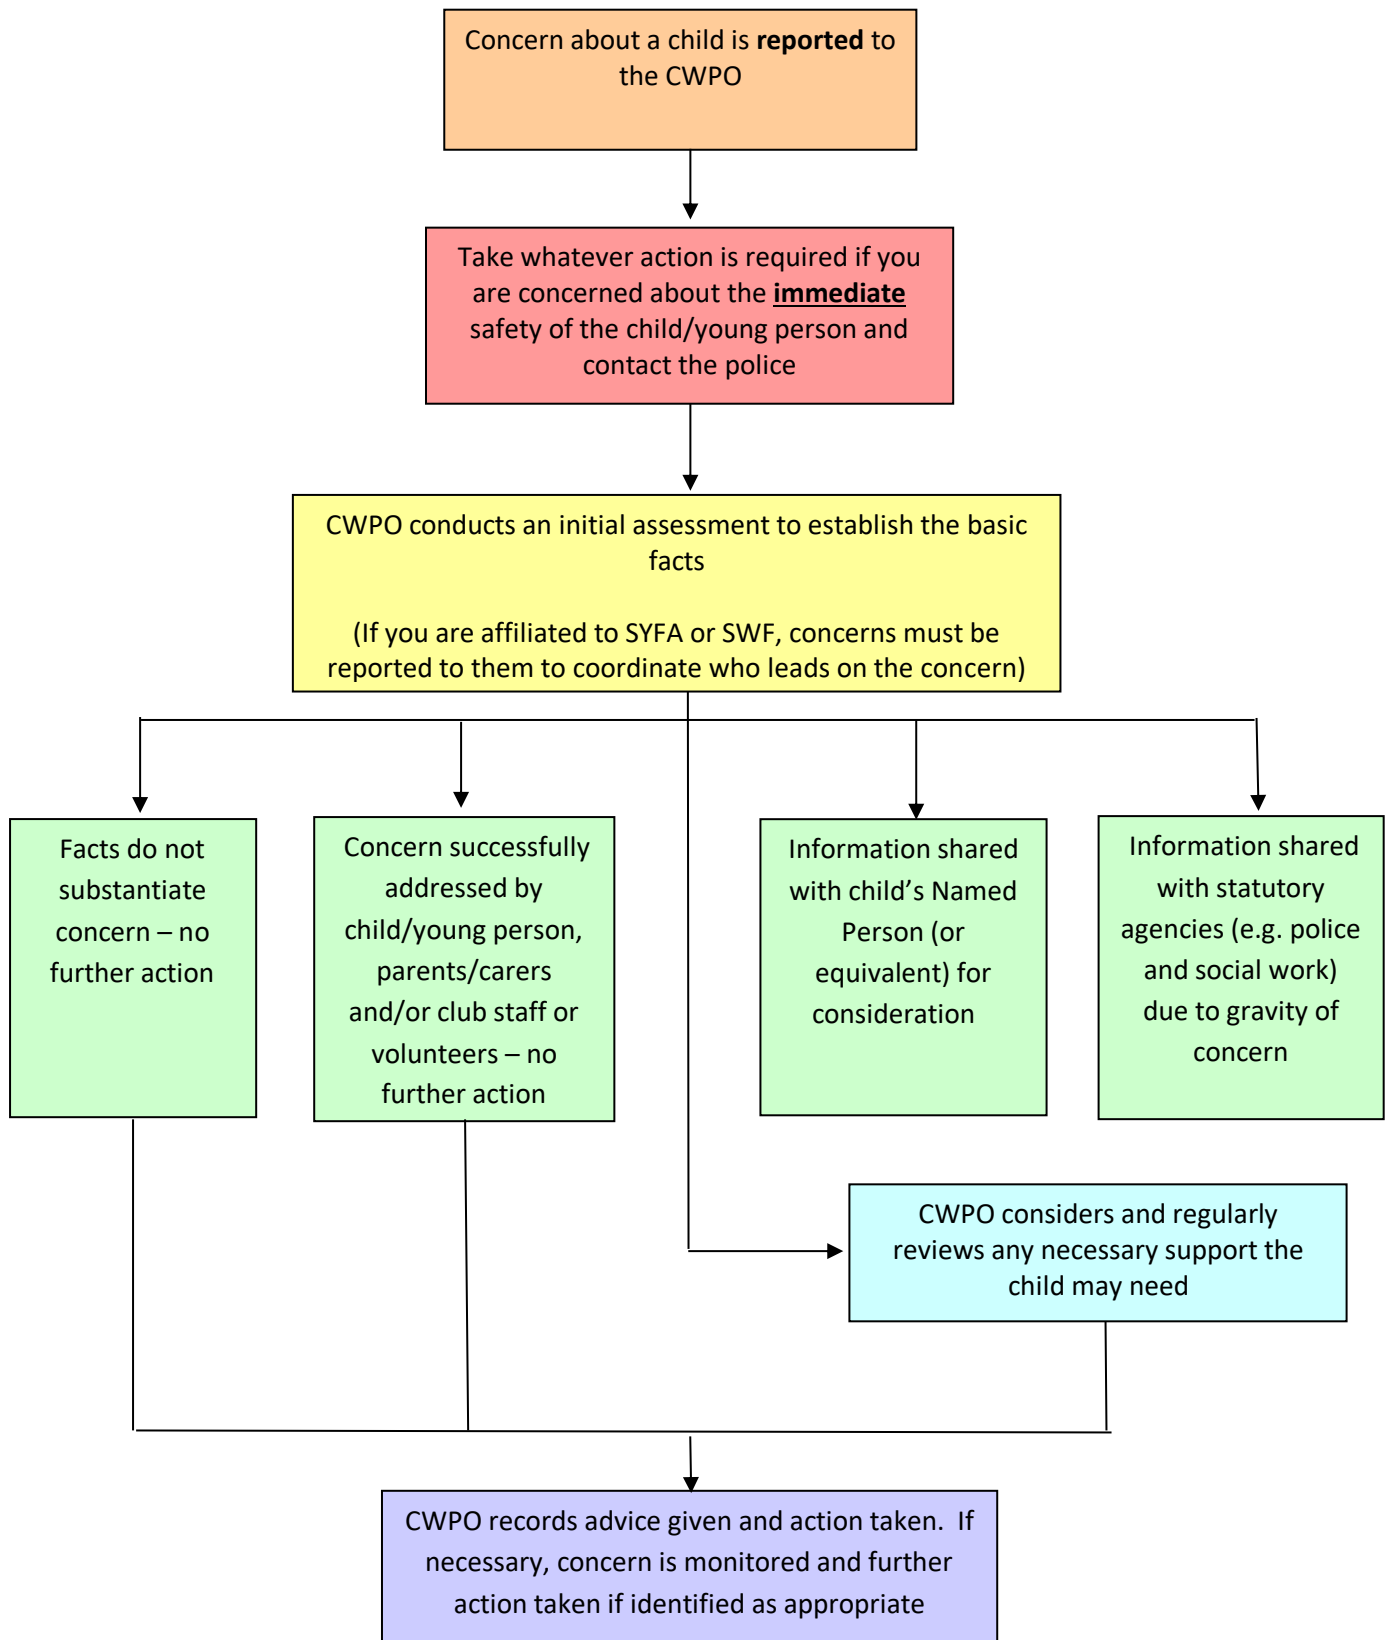 Concern about a child is reported to
the CWPO
Take whatever action is required if you
are concerned about the immediate
safety of the child/young person and
contact the police
CWPO conducts an initial assessment to establish the basic
facts
(If you are affiliated to SYFA or SWF, concerns must be
reported to them to coordinate who leads on the concern)
Facts do not
substantiate
concern – no
further action
Concern successfully
addressed by
child/young person,
parents/carers
and/or club staff or
volunteers – no
further action
Information shared
with child’s Named
Person (or
equivalent) for
consideration
Information shared
with statutory
agencies (e.g. police
and social work)
due to gravity of
concern
CWPO considers and regularly
reviews any necessary support the
child may need
CWPO records advice given and action taken.  If
necessary, concern is monitored and further
action taken if identified as appropriate